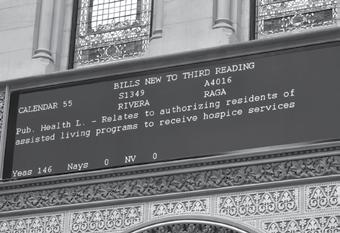 BILLS NEW TO THIRD READING
CALENDAR 55 S1349 A4016
RIVERA RAGA
Pub. Health L. - Relates to authorizing residents of
assisted living programs to receive hospice services
Yeas 146 Nays 0 NV 0